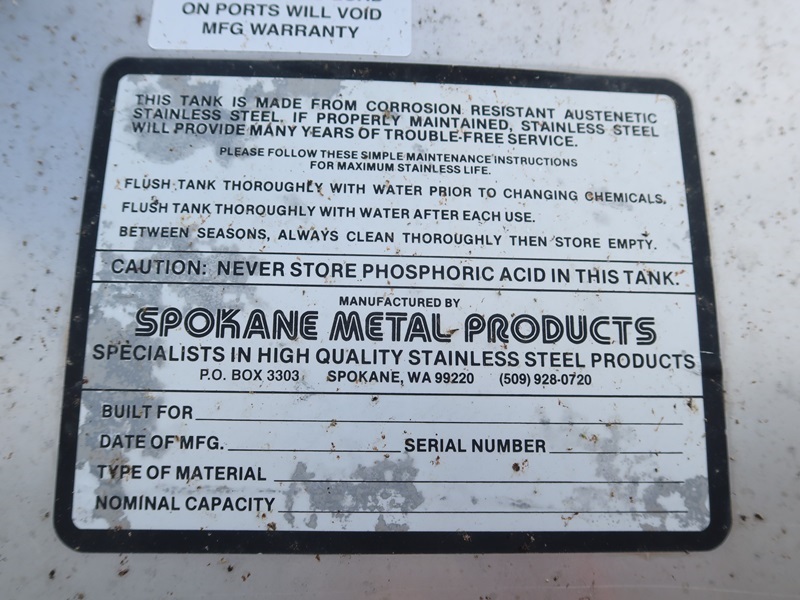 ON PORTS WILL VOID
MFG WARRANTY
THIS TANK IS MADE FROM CORROSION RESISTANT AUSTENETIC
STAINLESS STEEL. IF PROPERLY MAINTAINED, STAINLESS STEEL
WILL PROVIDE MANY YEARS OF TROUBLE-FREE SERVICE.
PLEASE FOLLOW THESE SIMPLE MAINTENANCE INSTRUCTIONS
FOR MAXIMUM STAINLESS LIFE.
FLUSH TANK THOROUGHLY WITH WATER PRIOR TO CHANGING CHEMICALS.
FLUSH TANK THOROUGHLY WITH WATER AFTER EACH USE.
BETWEEN SEASONS, ALWAYS CLEAN THOROUGHLY THEN STORE EMPTY.
CAUTION: NEVER STORE PHOSPHORIC ACID IN THIS TANK.
MANUFACTURED BY
SPOKANE METAL PRODUCTS
SPECIALISTS IN HIGH QUALITY STAINLESS STEEL PRODUCTS
P.O. BOX 3303 SPOKANE, WA 99220 (509) 928-0720
BUILT FOR
DATE OF MFG. SERIAL NUMBER
TYPE OF MATERIAL
NOMINAL CAPACITY